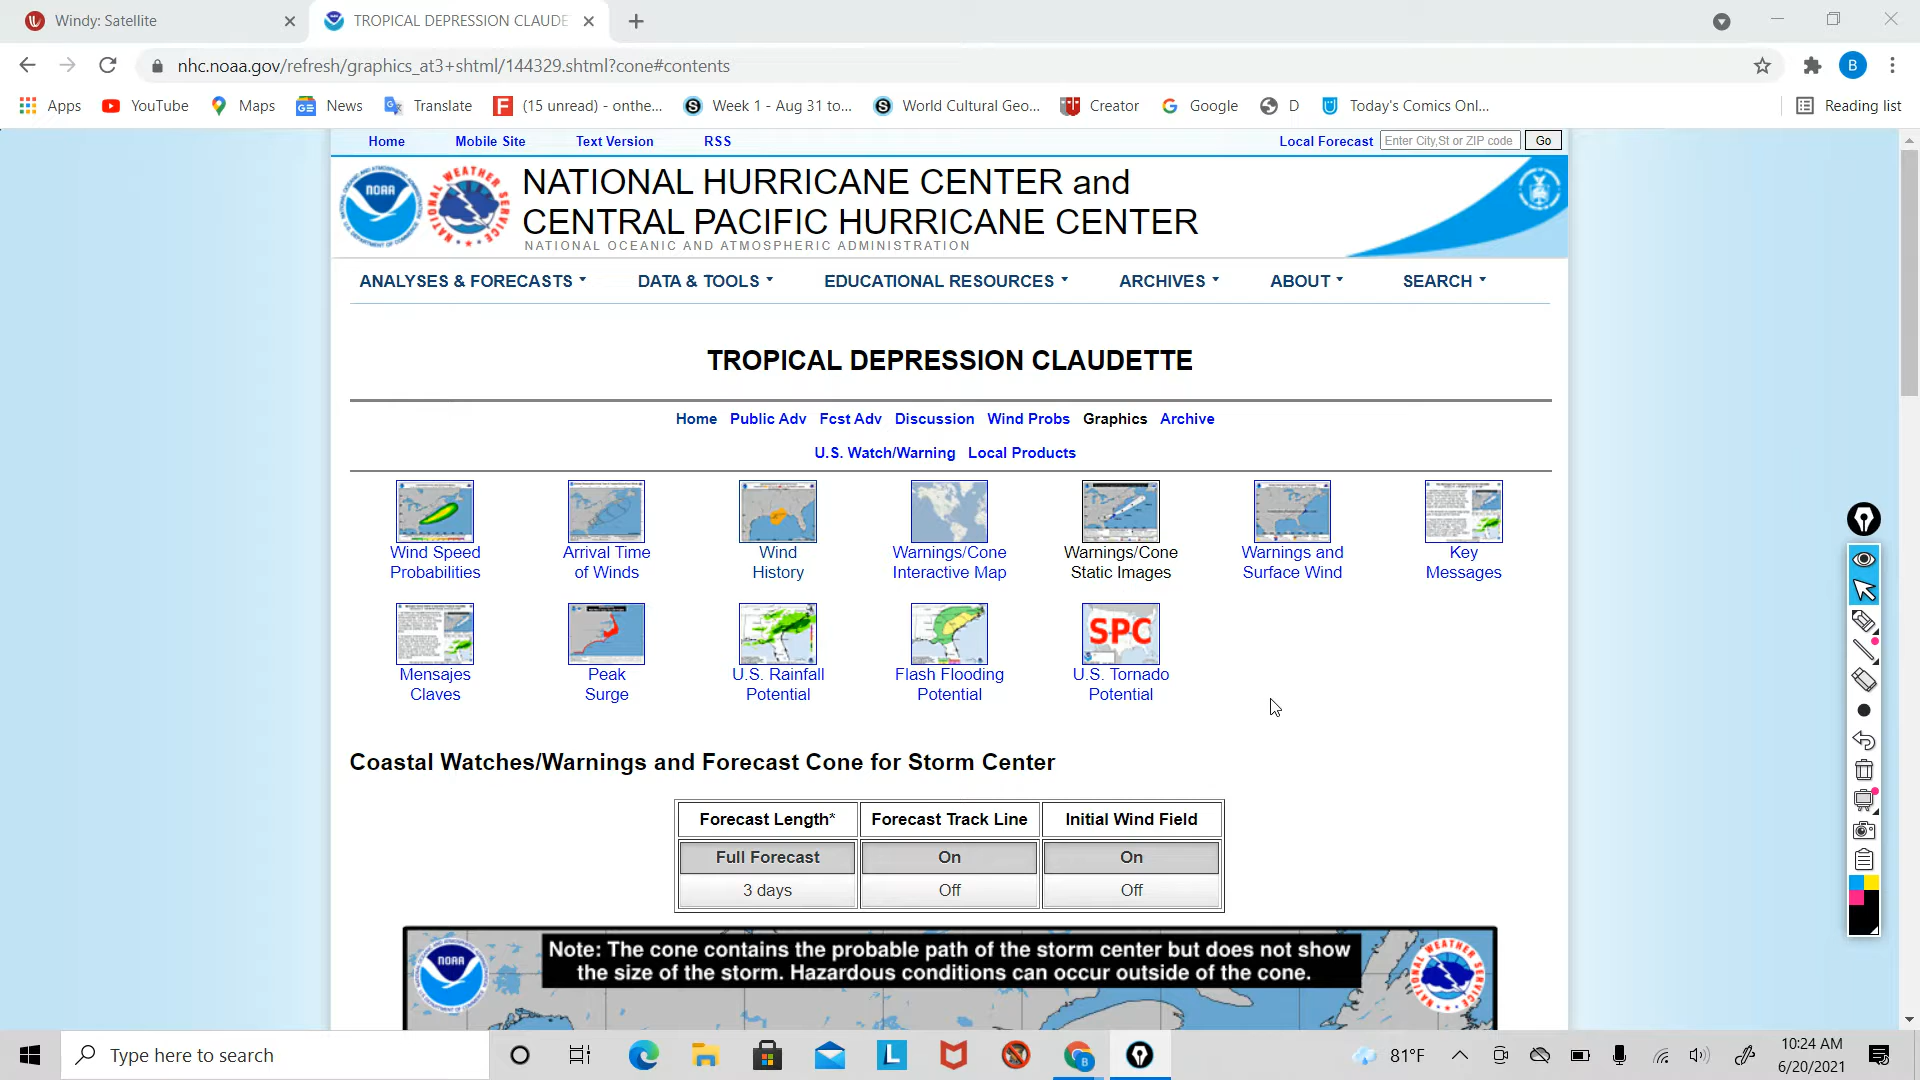 Windy: Satellite
TROPICAL DEPRESSION CLAUDE
nhc.noaa.gov/refresh/graphics_at3+shtml/144329.shtml?cone#contents
B
Apps YouTube Maps News Translate (15 unread) - onthe... Week 1 - Aug 31 to... World Cultural Geo... Creator Google D Today's Comics Onl... Reading list
Home Mobile Site Text Version RSS Local Forecast Enter City,St or ZIP code Go
NATIONAL HURRICANE CENTER and
CENTRAL PACIFIC HURRICANE CENTER
NATIONAL OCEANIC AND ATMOSPHERIC ADMINISTRATION
NOAA
ANALYSES & FORECASTS DATA & TOOLS EDUCATIONAL RESOURCES ARCHIVES ABOUT SEARCH
TROPICAL DEPRESSION CLAUDETTE
Home Public Adv Fcst Adv Discussion Wind Probs Graphics Archive
U.S. Watch/Warning Local Products
Wind Speed Probabilities
Arrival Time of Winds
Wind History
Warnings/Cone Interactive Map
Warnings/Cone Static Images
Warnings and Surface Wind
Key Messages
SPC
Mensajes Claves
Peak Surge
U.S. Rainfall Potential
Flash Flooding Potential
U.S. Tornado Potential
Coastal Watches/Warnings and Forecast Cone for Storm Center
Forecast Length* Forecast Track Line Initial Wind Field
Full Forecast On On
3 days Off Off
NOAA
Note: The cone contains the probable path of the storm center but does not show
the size of the storm. Hazardous conditions can occur outside of the cone.
Type here to search
L
B
81°F
10:24 AM
6/20/2021